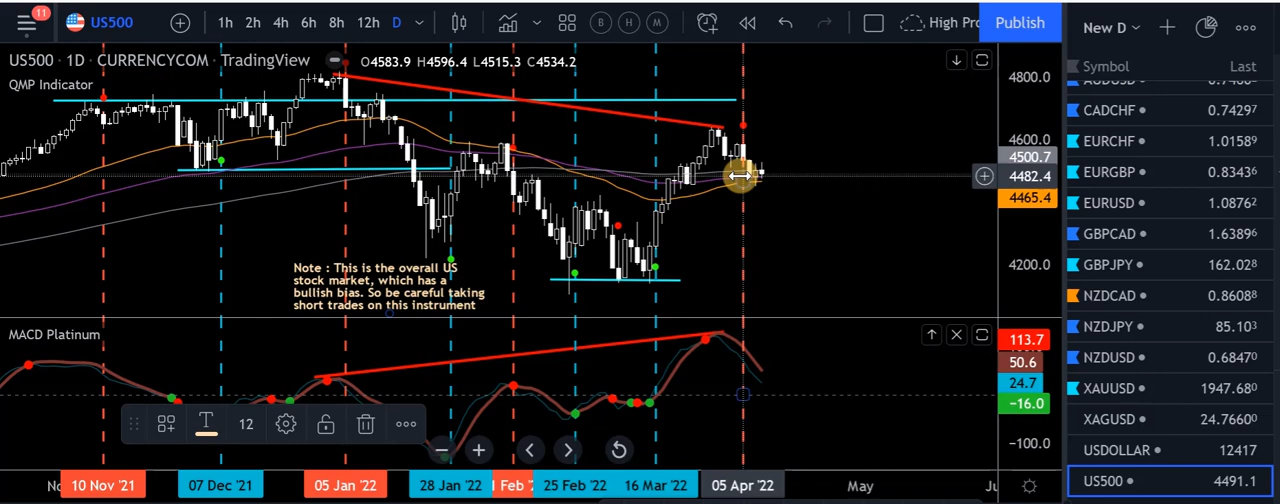 11
US500
1h 2h 4h 6h 8h 12h D
B H M
High Pro
Publish
New D
US500 · 1D · CURRENCYCOM · TradingView
O4583.9 H4596.4 L4515.3 C4534.2
QMP Indicator
Note : This is the overall US
stock market, which has a
bullish bias. So be careful taking
short trades on this instrument
4800.0
4600.0
4500.7
4482.4
4465.4
4200.0
MACD Platinum
113.7
50.6
24.7
−16.0
−100.0
T 12
10 Nov '21
07 Dec '21
05 Jan '22
28 Jan '22
25 Feb '22
16 Mar '22
05 Apr '22
May
Symbol Last
CADCHF 0.74297
EURCHF 1.01589
EURGBP 0.83436
EURUSD 1.08762
GBPCAD 1.63896
GBPJPY 162.028
NZDCAD 0.86088
NZDJPY 85.103
NZDUSD 0.68470
XAUUSD 1947.680
XAGUSD 24.7660
USDOLLAR 12417
US500 4491.1